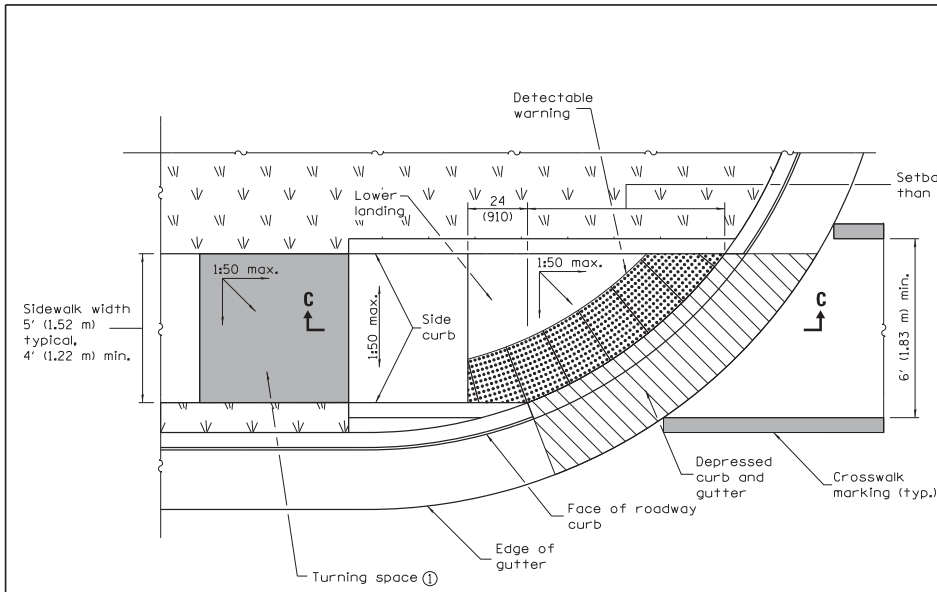 Detectable
warning
Setba
than
Lower
landing
24
(910)
1:50 max.
1:50 max.
Sidewalk width
5' (1.52 m)
typical,
4' (1.22 m) min.
C
1:50 max.
Side
curb
C
6' (1.83 m) min.
Depressed
curb and
gutter
Crosswalk
marking (typ.)
Face of roadway
curb
Edge of
gutter
Turning space ①